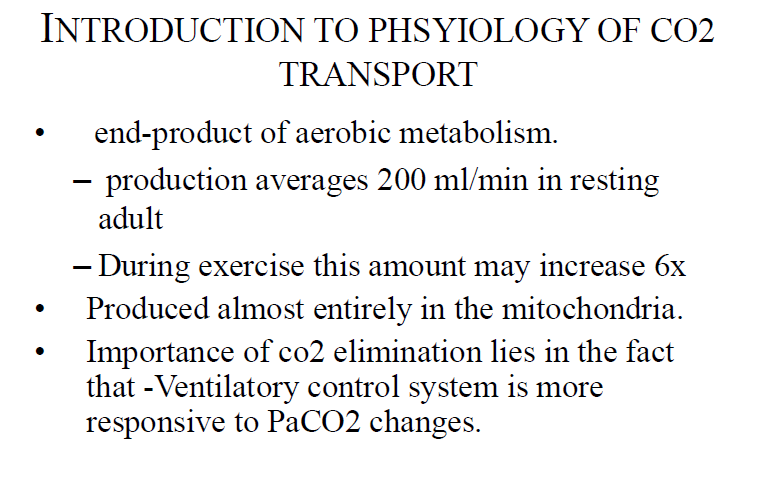 INTRODUCTION TO PHSYIOLOGY OF CO2
TRANSPORT
• end-product of aerobic metabolism.
– production averages 200 ml/min in resting
adult
– During exercise this amount may increase 6x
• Produced almost entirely in the mitochondria.
• Importance of co2 elimination lies in the fact
that -Ventilatory control system is more
responsive to PaCO2 changes.